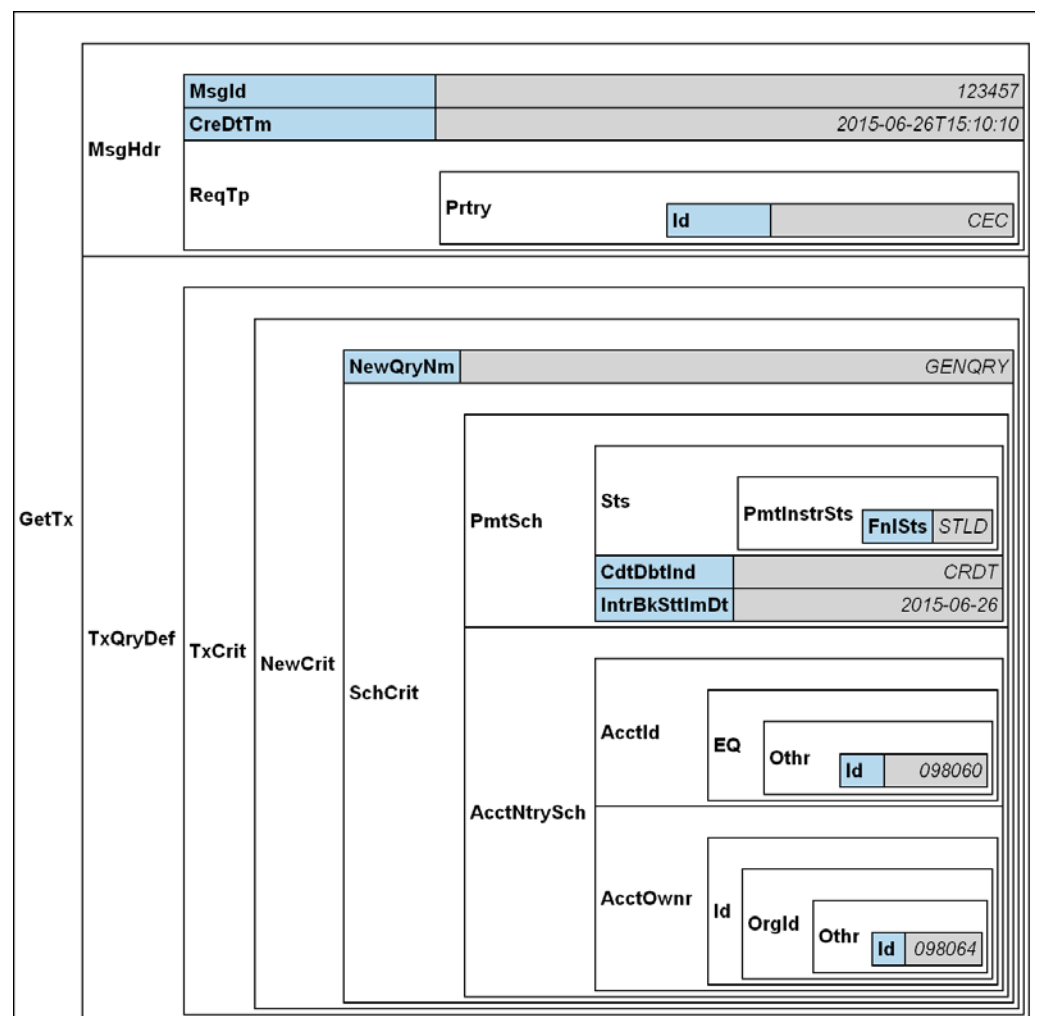 MsgId 123457
CreDtTm 2015-06-26T15:10:10
MsgHdr
ReqTp
Prtry
Id CEC
NewQryNm GENQRY
Sts
PmtInstrSts
GetTx
PmtSch
FnlSts STLD
CdtDbtInd CRDT
IntrBkSttlmDt 2015-06-26
TxQryDef
TxCrit
NewCrit
SchCrit
AcctId
EQ
Othr
Id 098060
AcctNtrySch
AcctOwnr
Id
OrgId
Othr
Id 098064